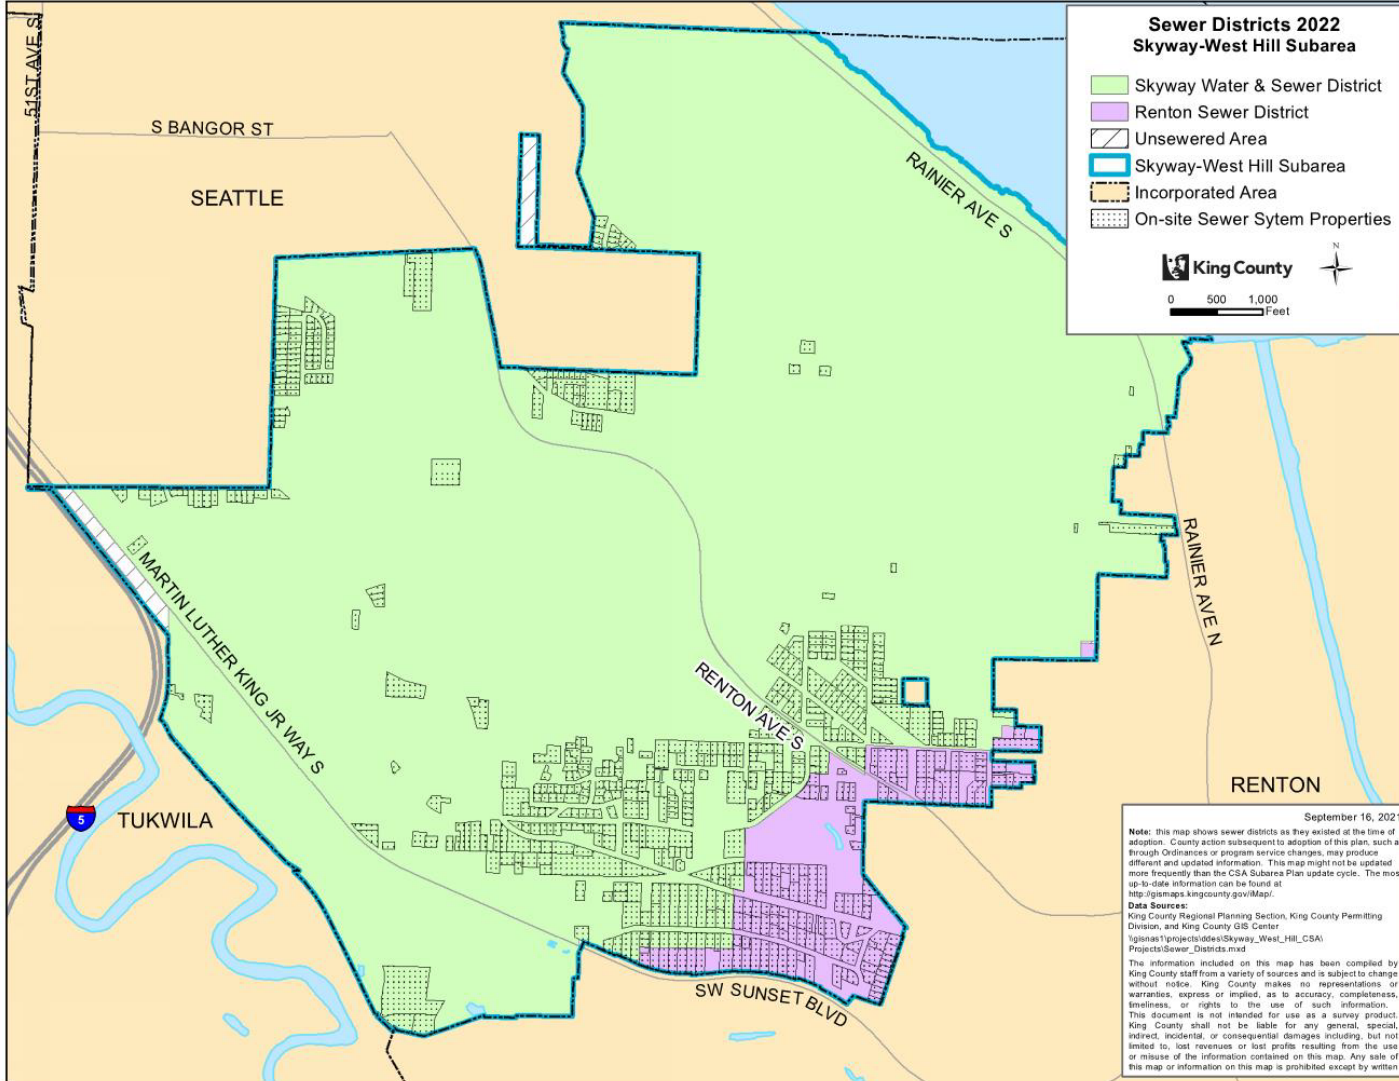 Sewer Districts 2022
Skyway-West Hill Subarea
Skyway Water & Sewer District
Renton Sewer District
Unsewered Area
Skyway-West Hill Subarea
Incorporated Area
On-site Sewer Sytem Properties
King County
N
0 500 1,000
Feet
51ST AVE S
S BANGOR ST
SEATTLE
RAINIER AVE S
RAINIER AVE N
MARTIN LUTHER KING JR WAY S
RENTON AVE S
RENTON
5
TUKWILA
SW SUNSET BLVD
September 16, 2021
Note: this map shows sewer districts as they existed at the time of
adoption. County action subsequent to adoption of this plan, such a
through Ordinances or program service changes, may produce
different and updated information. This map might not be updated
more frequently than the CSA Subarea Plan update cycle. The mos
up-to-date information can be found at
http://gismaps.kingcounty.gov/iMap/.
Data Sources:
King County Regional Planning Section, King County Permitting
Division, and King County GIS Center
\\gisnas1\projects\ddes\Skyway_West_Hill_CSA\
Projects\Sewer_Districts.mxd
The information included on this map has been compiled by
King County staff from a variety of sources and is subject to change
without notice. King County makes no representations or
warranties, express or implied, as to accuracy, completeness,
timeliness, or rights to the use of such information.
This document is not intended for use as a survey product.
King County shall not be liable for any general, special,
indirect, incidental, or consequential damages including, but not
limited to, lost revenues or lost profits resulting from the use
or misuse of the information contained on this map. Any sale of
this map or information on this map is prohibited except by written